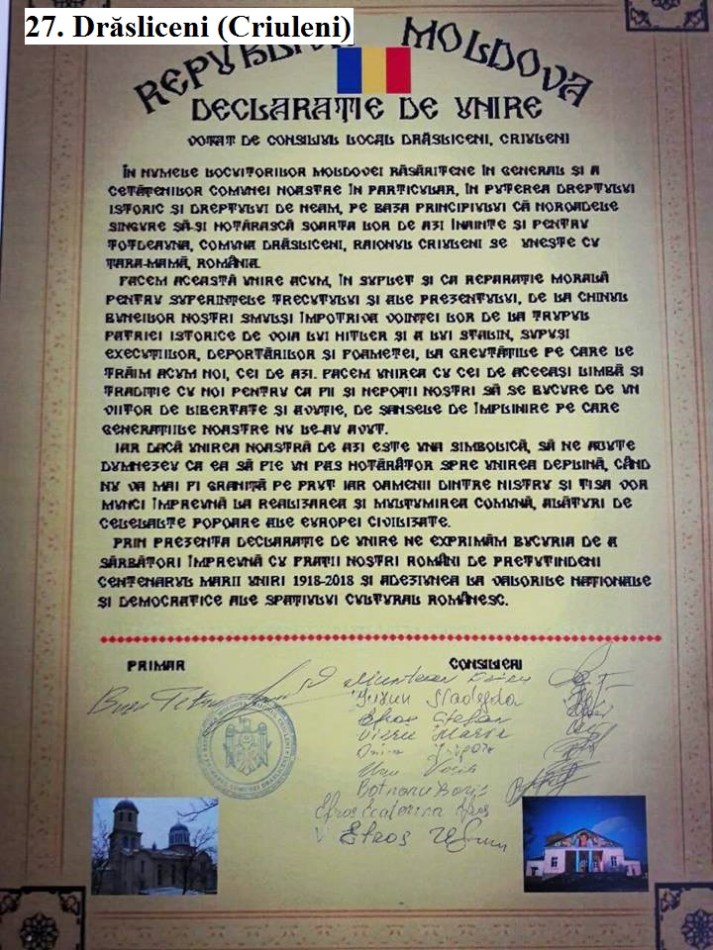 27. Drăsliceni (Criuleni)
REPUBLICA MOLDOVA
DECLARAȚIE DE UNIRE
VOTAT DE CONSILIUL LOCAL DRĂSLICENI, CRIULENI
ÎN NUMELE LOCUITORILOR MOLDOVEI RĂSĂRITENE ÎN GENERAL ȘI A
CETĂȚENILOR COMUNEI NOASTRE ÎN PARTICULAR, ÎN PUTEREA DREPTULUI
ISTORIC ȘI DREPTULUI DE NEAM, PE BAZA PRINCIPIULUI CĂ NOROADELE
SINGURE SĂ-ȘI HOTĂRASCĂ SOARTA LOR DE AZI ÎNAINTE ȘI PENTRU
TOTDEAUNA, COMUNA DRĂSLICENI, RAIONUL CRIULENI SE UNEȘTE CU
ȚARA-MAMĂ, ROMÂNIA.
FACEM ACEASTĂ UNIRE ACUM, ÎN SUFLET ȘI CA REPARAȚIE MORALĂ
PENTRU SUFERINȚELE TRECUTULUI ȘI ALE PREZENTULUI, DE LA CHINUL
BUNEILOR NOȘTRI SMULȘI ÎMPOTRIVA VOINȚEI LOR DE LA TRUPUL
PATRIEI ISTORICE DE VOIA LUI HITLER ȘI A LUI STALIN, SUPUȘI
EXECUȚIILOR, DEPORTĂRILOR ȘI FOAMETEI, LA GREUTĂȚILE PE CARE LE
TRĂIM ACUM NOI, CEI DE AZI. FACEM UNIREA CU CEI DE ACEEAȘI LIMBĂ ȘI
TRADIȚIE CU NOI PENTRU CA FII ȘI NEPOȚII NOȘTRI SĂ SE BUCURE DE UN
VIITOR DE LIBERTATE ȘI AVUȚIE, DE ȘANSELE DE ÎMPLINIRE PE CARE
GENERAȚIILE NOASTRE NU LE-AU AVUT.
IAR DACĂ UNIREA NOASTRĂ DE AZI ESTE UNA SIMBOLICĂ, SĂ NE AJUTE
DUMNEZEU CA EA SĂ FIE UN PAS HOTĂRÂTOR SPRE UNIREA DEPLINĂ, CÂND
NU VA MAI FI GRANIȚĂ PE PRUT IAR OAMENII DINTRE NISTRU ȘI TISA VOR
MUNCI ÎMPREUNĂ LA REALIZAREA ȘI MULȚUMIREA COMUNĂ, ALĂTURI DE
CELELALTE POPOARE ALE EUROPEI CIVILIZATE.
PRIN PREZENTA DECLARAȚIE DE UNIRE NE EXPRIMĂM BUCURIA DE A
SĂRBĂTORI ÎMPREUNĂ CU FRAȚII NOȘTRI ROMÂNI DE PRETUTINDENI
CENTENARUL MARII UNIRI 1918-2018 ȘI ADEZIUNEA LA VALORILE NAȚIONALE
ȘI DEMOCRATICE ALE SPAȚIULUI CULTURAL ROMÂNESC.
PRIMAR CONSILIERI
Munteanu
Nadejda
Efros Ștefan
Vieru Maria
Botnaru Boris
Efros Ecaterina
Efros